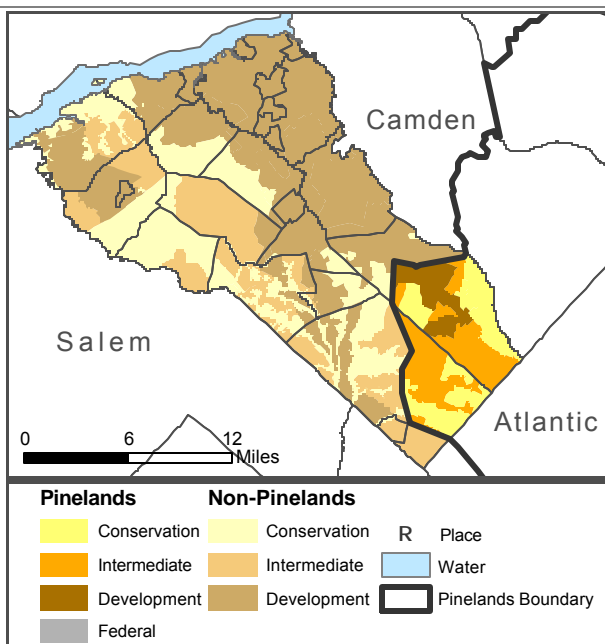 Camden
Salem
Atlantic
0 6 12
Miles
Pinelands Non-Pinelands
Conservation Conservation R Place
Intermediate Intermediate Water
Development Development Pinelands Boundary
Federal